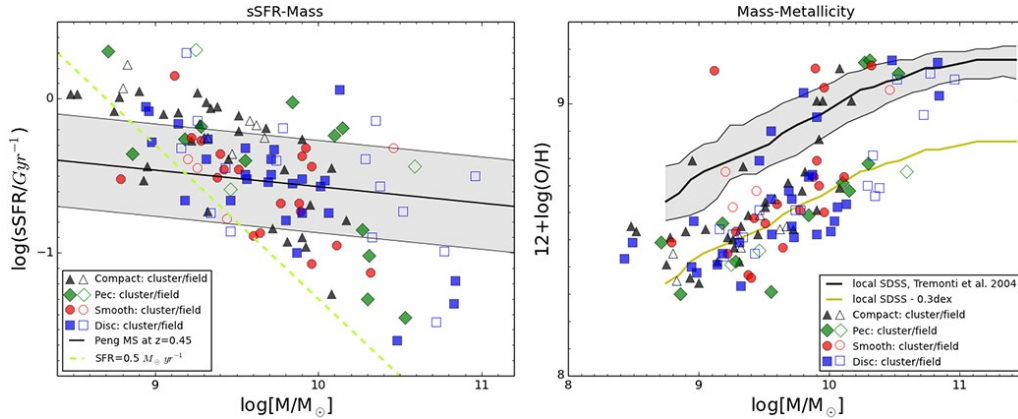 sSFR-Mass
log(sSFR/Gyr⁻¹)
0
−1
Compact: cluster/field
Pec: cluster/field
Smooth: cluster/field
Disc: cluster/field
Peng MS at z=0.45
SFR=0.5 M⊙ yr⁻¹
9
10
11
log[M/M⊙]
Mass-Metallicity
12+log(O/H)
9
8
local SDSS, Tremonti et al. 2004
local SDSS - 0.3dex
Compact: cluster/field
Pec: cluster/field
Smooth: cluster/field
Disc: cluster/field
8
9
10
11
log[M/M⊙]